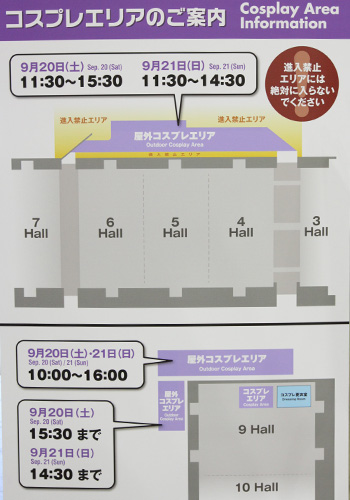 コスプレエリアのご案内
Cosplay Area
Information
9月20日(土) Sep. 20 (Sat)
11:30～15:30
9月21日(日) Sep. 21 (Sun)
11:30～14:30
進入禁止
エリアには
絶対に入らない
でください
進入禁止エリア
進入禁止エリア
屋外コスプレエリア
Outdoor Cosplay Area
進入禁止エリア
7
Hall
6
Hall
5
Hall
4
Hall
3
Hall
9月20日(土)・21日(日)
Sep. 20 (Sat) / 21 (Sun)
10:00～16:00
屋外コスプレエリア
Outdoor Cosplay Area
屋外
コスプレ
エリア
9月20日(土)
Sep. 20 (Sat)
15:30 まで
9月21日(日)
Sep. 21 (Sun)
14:30 まで
コスプレ
エリア
Cosplay Area
コスプレ更衣室
Dressing Room
9 Hall
10 Hall